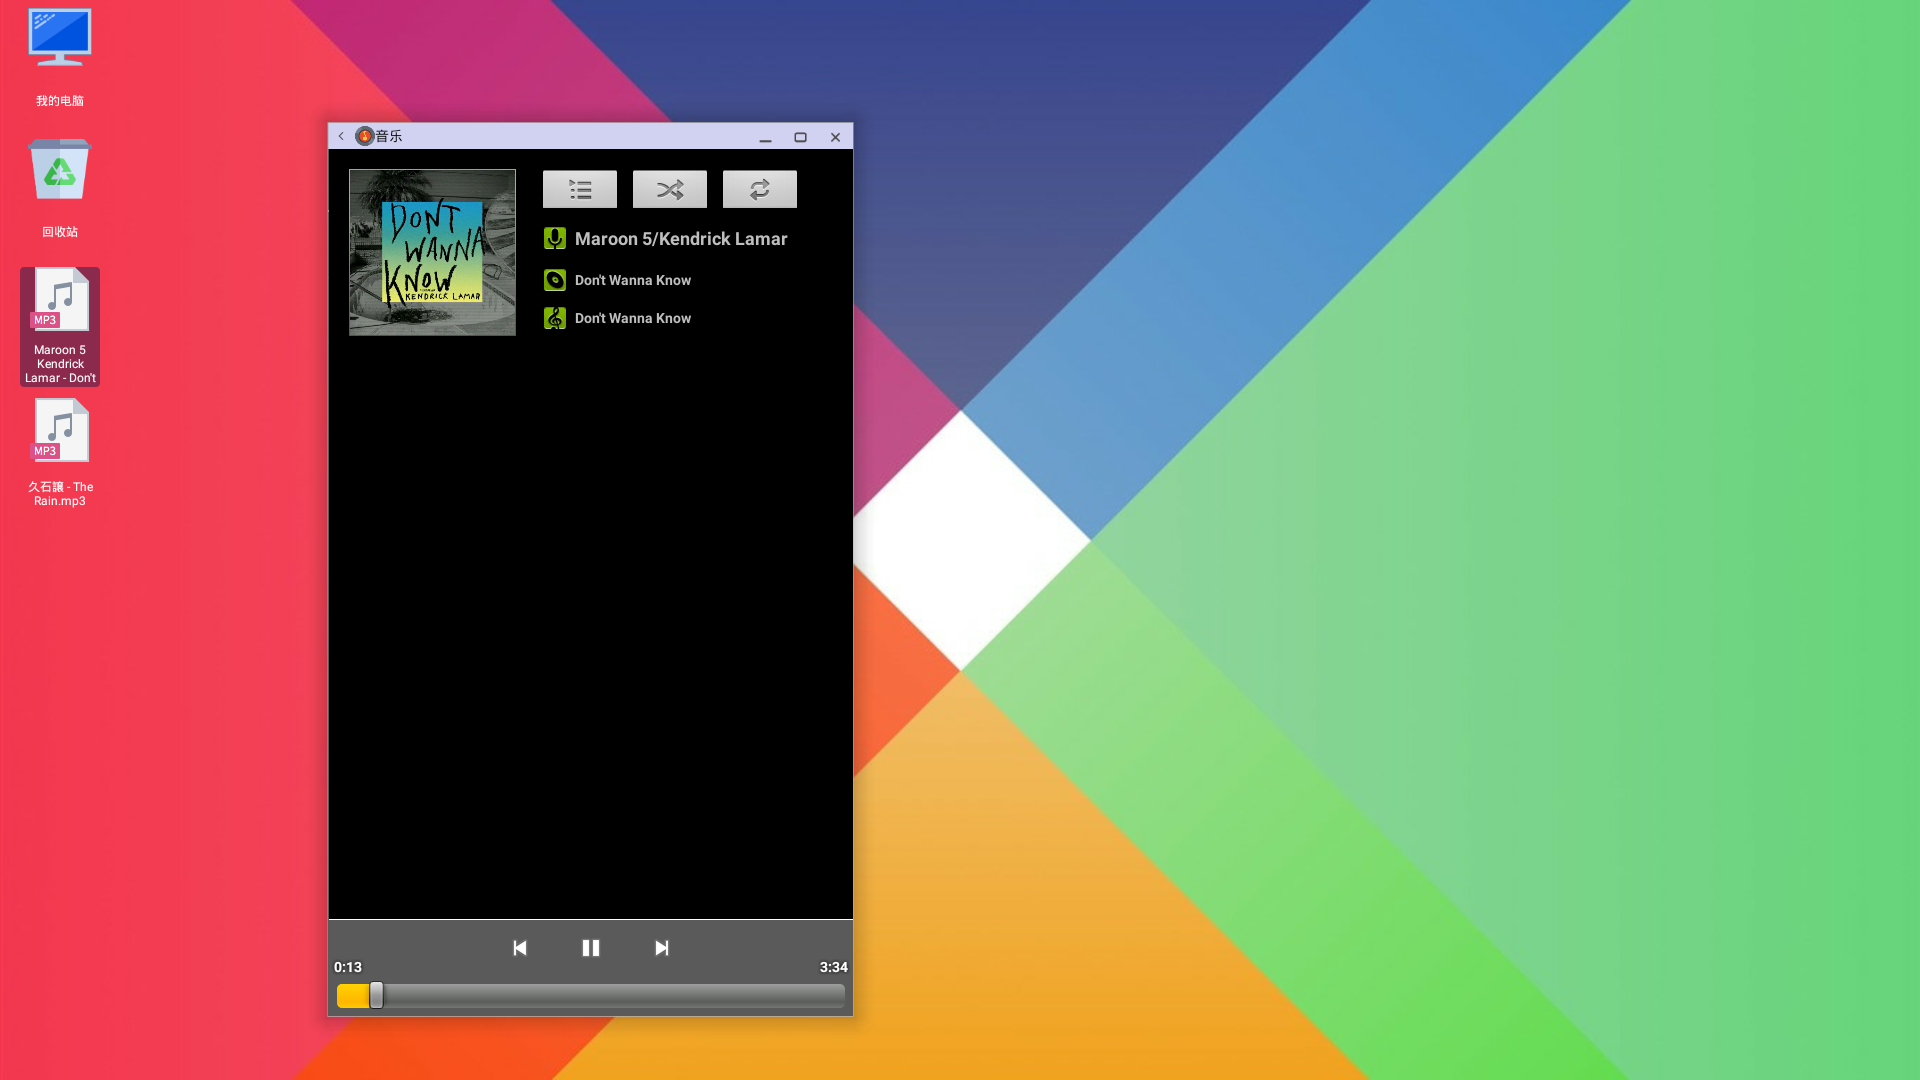 我的电脑
回收站
MP3
Maroon 5
Kendrick
Lamar - Don't
MP3
久石譲 - The
Rain.mp3
音乐
DONT
WANNA
KNOW
KENDRICK LAMAR
Maroon 5/Kendrick Lamar
Don't Wanna Know
Don't Wanna Know
0:13
3:34